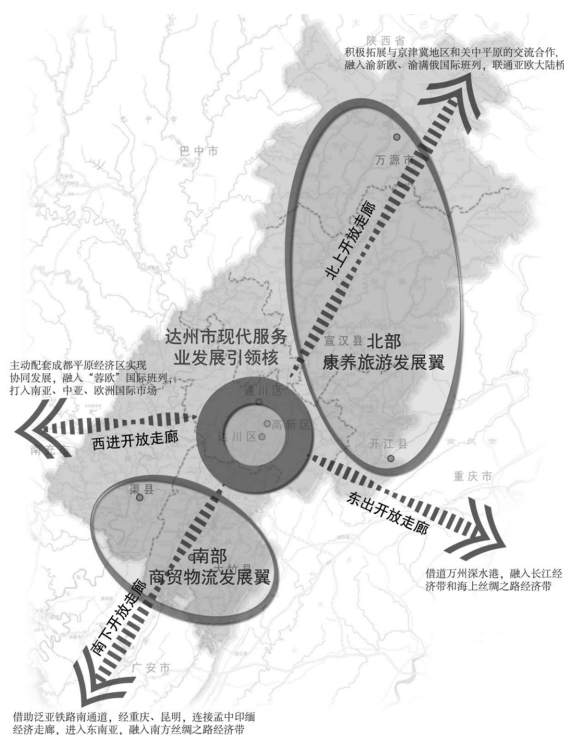 陕西省
积极拓展与京津冀地区和关中平原的交流合作,
融入渝新欧、渝满俄国际班列，联通亚欧大陆桥
巴中市
万源市
北上开放走廊
达州市现代服务
业发展引领核
宣汉县
北部
康养旅游发展翼
主动配套成都平原经济区实现
协同发展，融入“蓉欧”国际班列，
打入南亚、中亚、欧洲国际市场
通川区
高新区
达川区
西进开放走廊
南充市
开江县
重庆市
东出开放走廊
渠县
南部
大竹县
商贸物流发展翼
借道万州深水港，融入长江经
济带和海上丝绸之路经济带
南下开放走廊
广安市
借助泛亚铁路南通道，经重庆、昆明，连接孟中印缅
经济走廊，进入东南亚，融入南方丝绸之路经济带